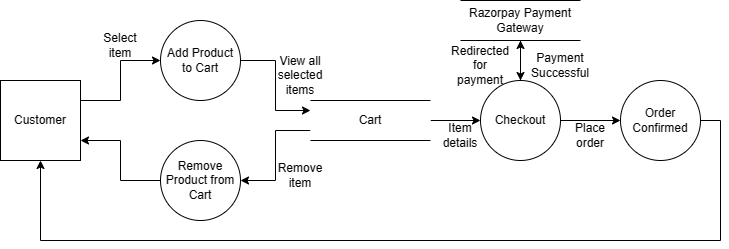 Razorpay Payment
Gateway
Select
item
Add Product
to Cart
View all
selected
items
Redirected
for
payment
Payment
Successful
Customer
Cart
Item
details
Checkout
Place
order
Order
Confirmed
Remove
Product from
Cart
Remove
item